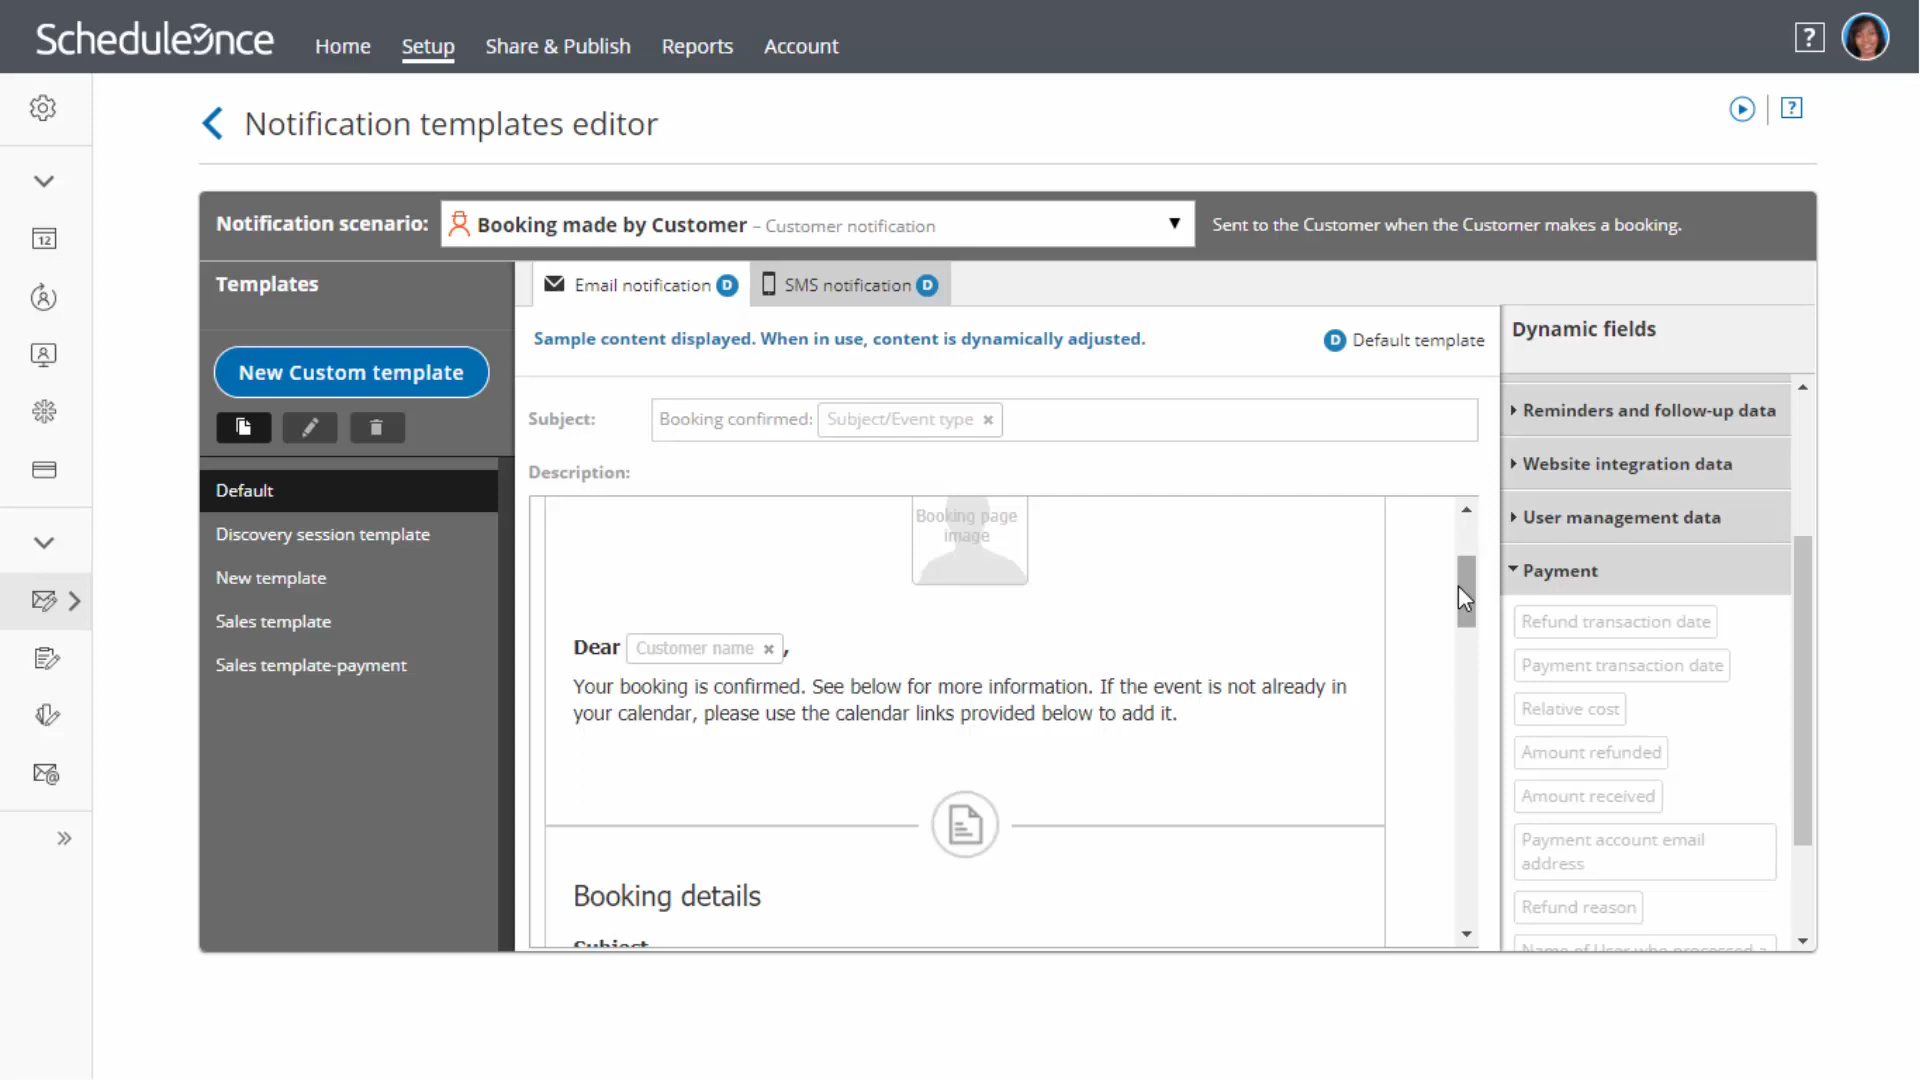 ScheduleOnce
Home Setup Share & Publish Reports Account
?
Notification templates editor
?
Notification scenario: Booking made by Customer – Customer notification ▼ Sent to the Customer when the Customer makes a booking.
Templates
Email notification D SMS notification D
Sample content displayed. When in use, content is dynamically adjusted.
D Default template
Dynamic fields
New Custom template
Default
Discovery session template
New template
Sales template
Sales template-payment
Subject: Booking confirmed: Subject/Event type ×
Description:
Booking page
image
Dear Customer name × ,
Your booking is confirmed. See below for more information. If the event is not already in
your calendar, please use the calendar links provided below to add it.
Booking details
Subject
Reminders and follow-up data
Website integration data
User management data
Payment
Refund transaction date
Payment transaction date
Relative cost
Amount refunded
Amount received
Payment account email
address
Refund reason
Name of User who processed a
12